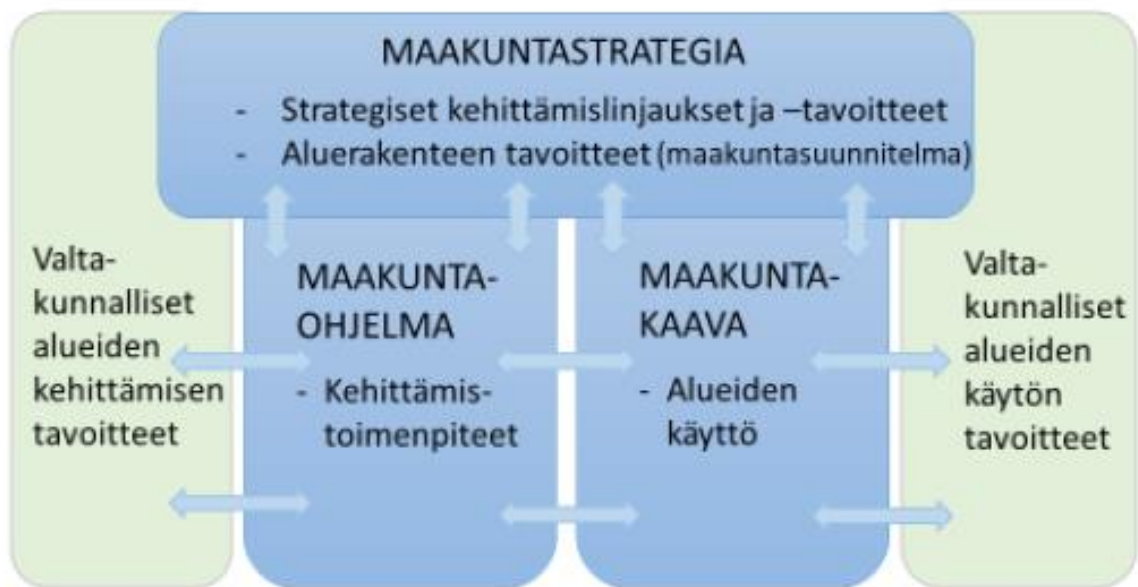 MAAKUNTASTRATEGIA
- Strategiset kehittämislinjaukset ja –tavoitteet
- Aluerakenteen tavoitteet (maakuntasuunnitelma)
Valta-
kunnalliset
alueiden
kehittämisen
tavoitteet
MAAKUNTA-
OHJELMA
- Kehittämis-
toimenpiteet
MAAKUNTA-
KAAVA
- Alueiden
käyttö
Valta-
kunnalliset
alueiden
käytön
tavoitteet